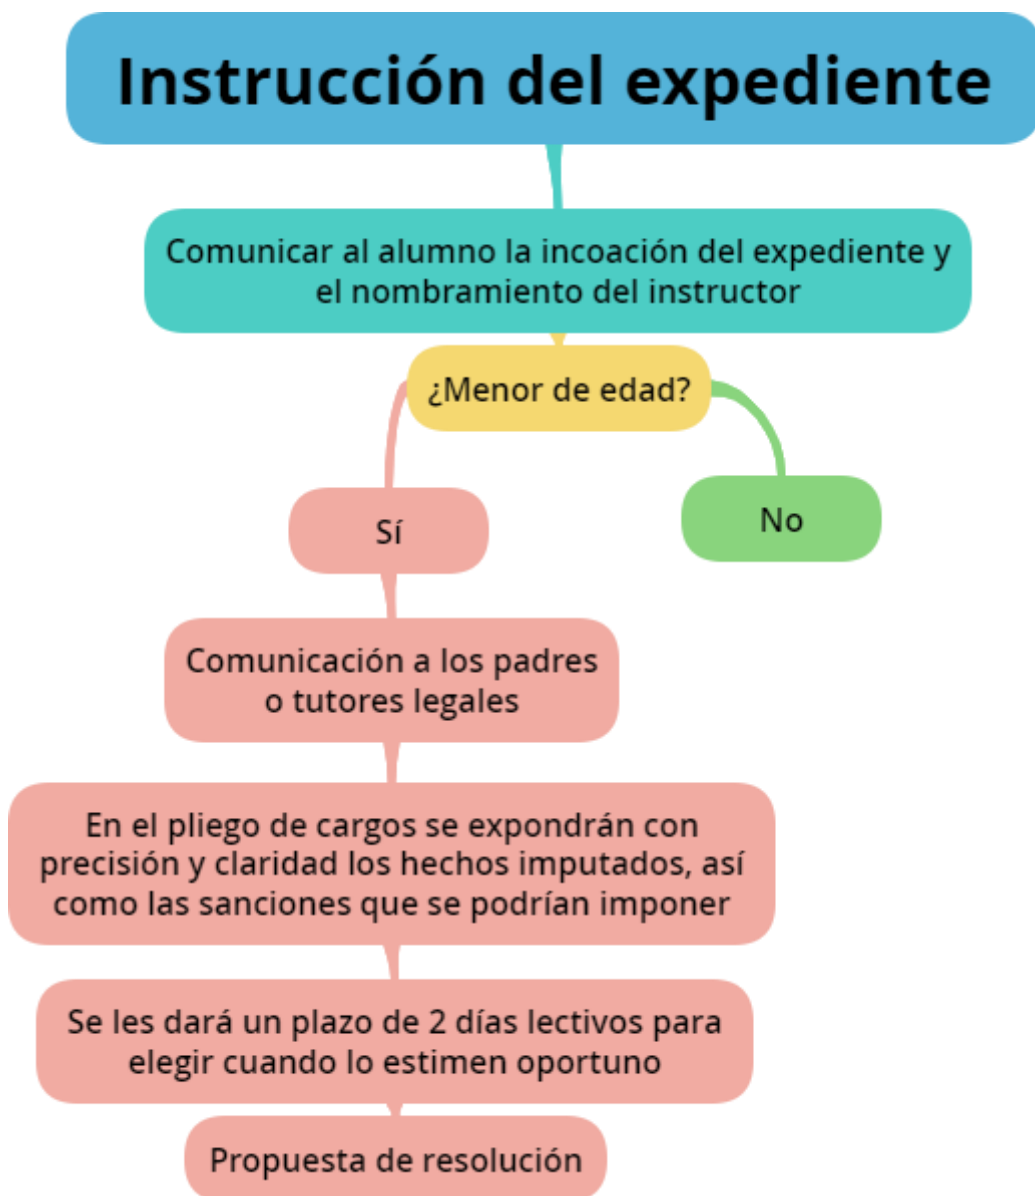 Instrucción del expediente
Comunicar al alumno la incoación del expediente y
el nombramiento del instructor
¿Menor de edad?
Sí
No
Comunicación a los padres
o tutores legales
En el pliego de cargos se expondrán con
precisión y claridad los hechos imputados, así
como las sanciones que se podrían imponer
Se les dará un plazo de 2 días lectivos para
elegir cuando lo estimen oportuno
Propuesta de resolución